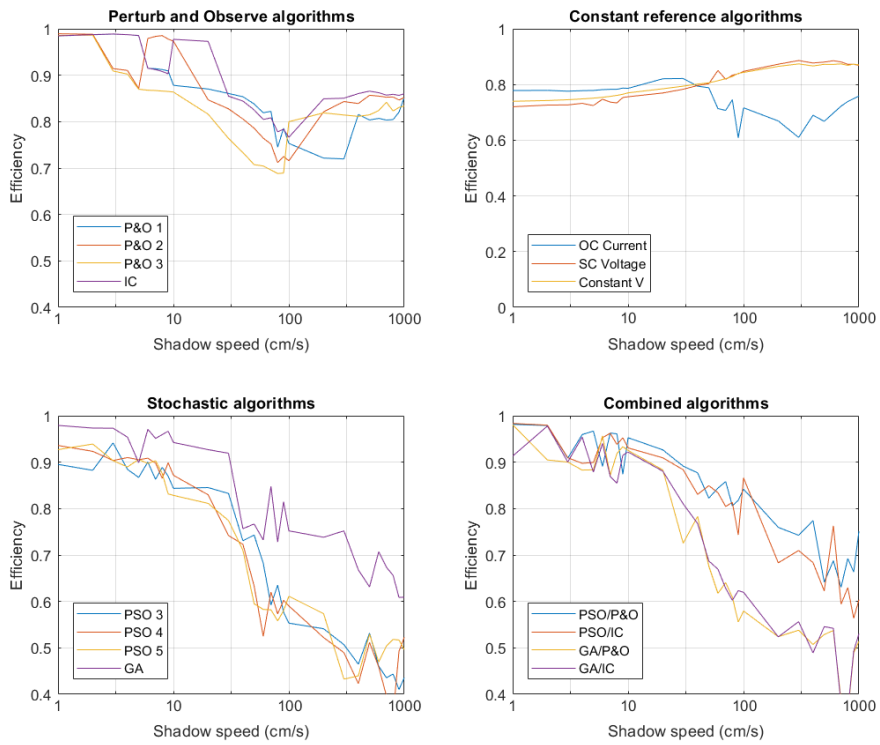 Perturb and Observe algorithms
1
0.9
0.8
0.7
0.6
0.5
0.4
Efficiency
P&O 1
P&O 2
P&O 3
IC
1 10 100 1000
Shadow speed (cm/s)
Constant reference algorithms
1
0.8
0.6
0.4
0.2
0
Efficiency
OC Current
SC Voltage
Constant V
1 10 100 1000
Shadow speed (cm/s)
Stochastic algorithms
1
0.9
0.8
0.7
0.6
0.5
0.4
Efficiency
PSO 3
PSO 4
PSO 5
GA
1 10 100 1000
Shadow speed (cm/s)
Combined algorithms
1
0.9
0.8
0.7
0.6
0.5
0.4
Efficiency
PSO/P&O
PSO/IC
GA/P&O
GA/IC
1 10 100 1000
Shadow speed (cm/s)